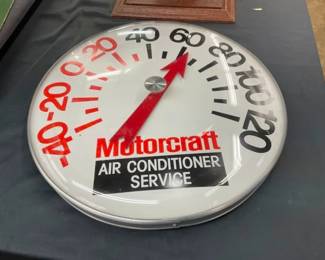 -40 -20 0 20 40 60 80 100 120
Motorcraft
AIR CONDITIONER
SERVICE